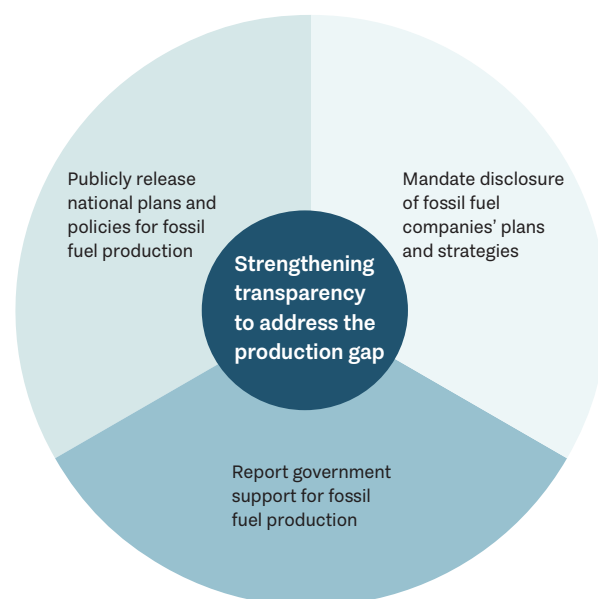 Publicly release
national plans and
policies for fossil
fuel production
Mandate disclosure
of fossil fuel
companies’ plans
and strategies
Strengthening
transparency
to address the
production gap
Report government
support for fossil
fuel production